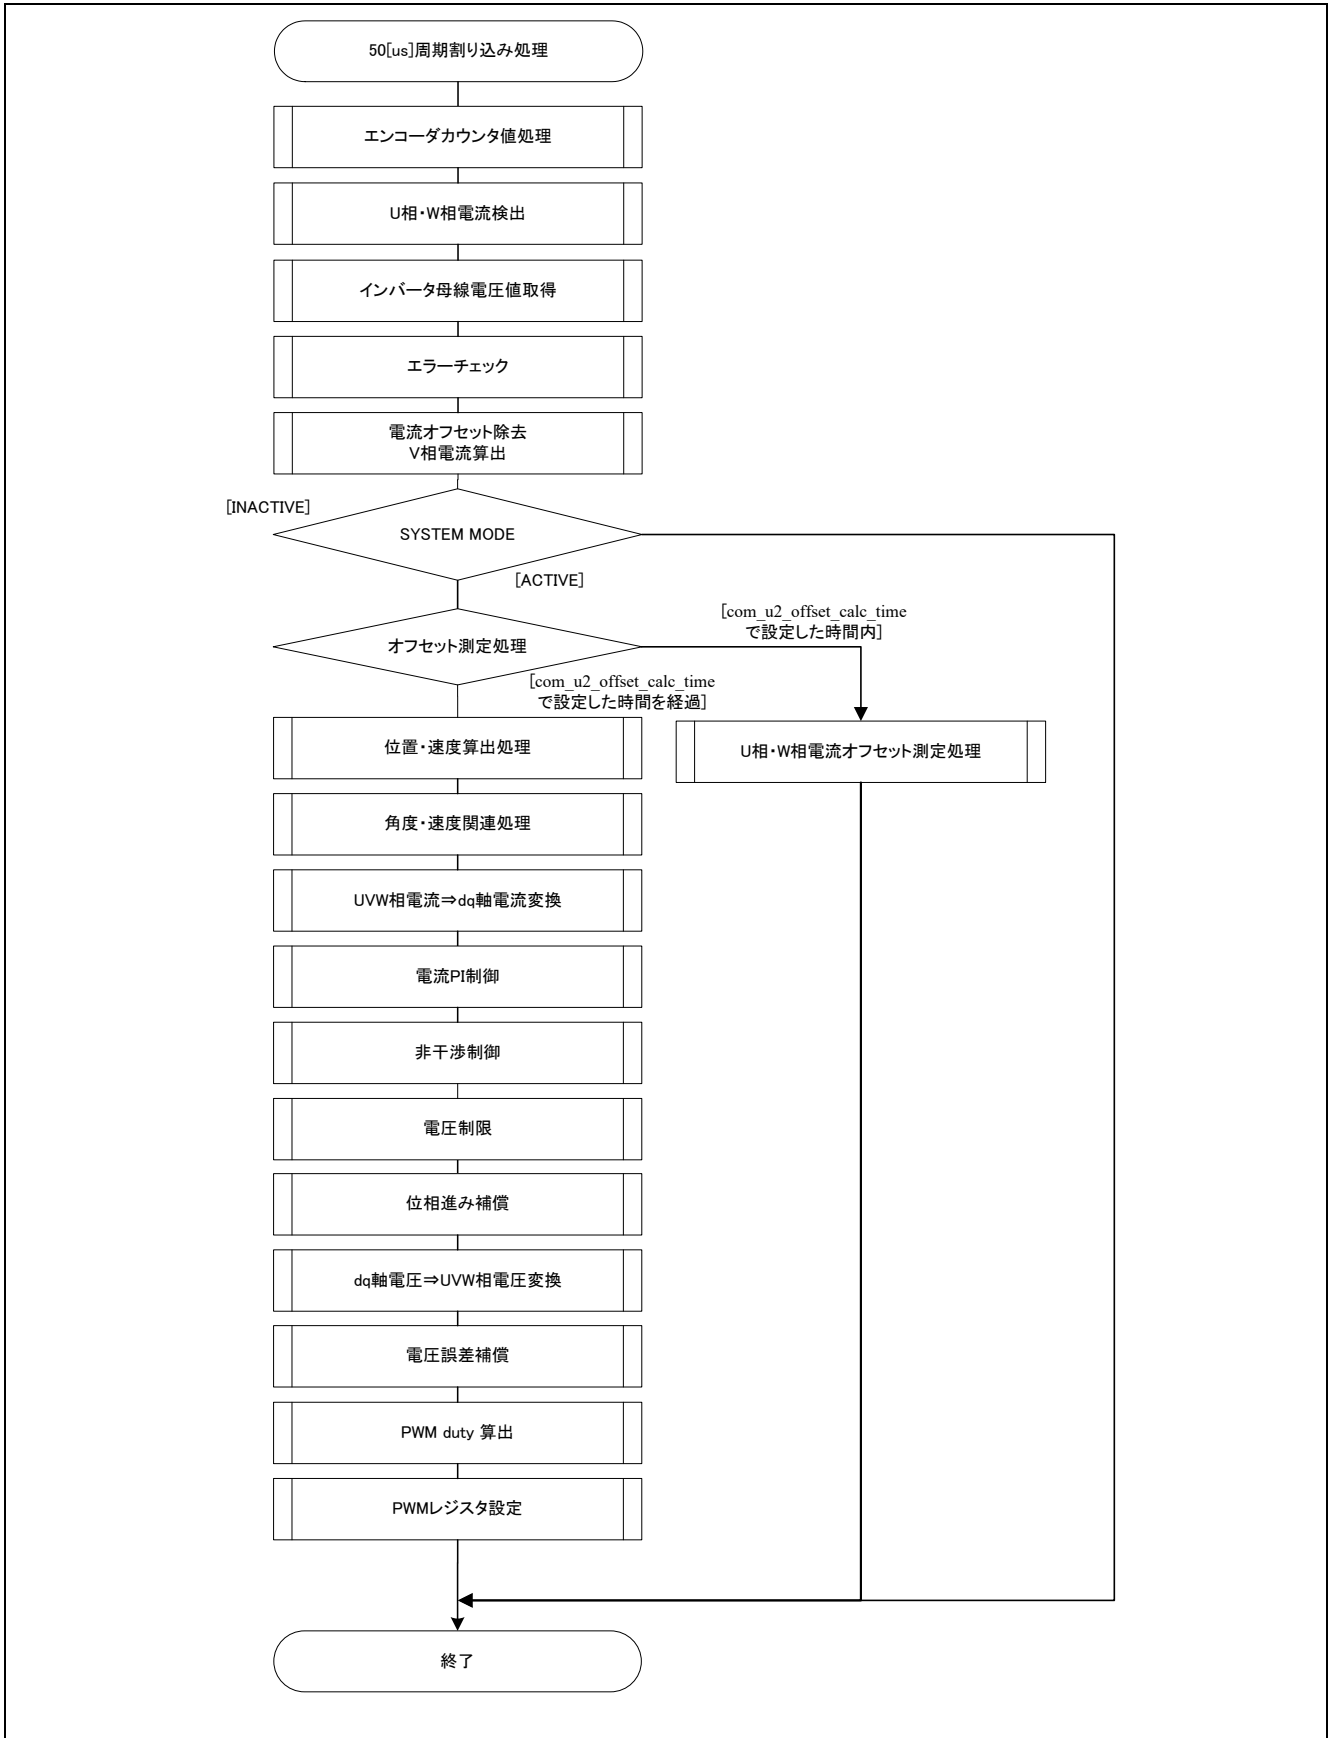 50[us]周期割り込み処理
エンコーダカウンタ値処理
U相・W相電流検出
インバータ母線電圧値取得
エラーチェック
電流オフセット除去
V相電流算出
[INACTIVE]
SYSTEM MODE
[ACTIVE]
[com_u2_offset_calc_time
で設定した時間内]
オフセット測定処理
[com_u2_offset_calc_time
で設定した時間を経過]
位置・速度算出処理
U相・W相電流オフセット測定処理
角度・速度関連処理
UVW相電流⇒dq軸電流変換
電流PI制御
非干渉制御
電圧制限
位相進み補償
dq軸電圧⇒UVW相電圧変換
電圧誤差補償
PWM duty 算出
PWMレジスタ設定
終了